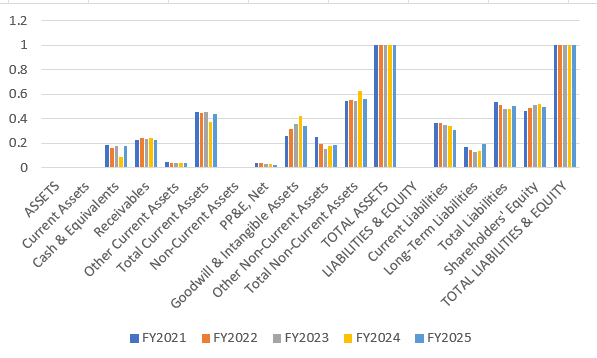 1.2
1
0.8
0.6
0.4
0.2
0
ASSETS
Current Assets
Cash & Equivalents
Receivables
Other Current Assets
Total Current Assets
Non-Current Assets
PP&E, Net
Goodwill & Intangible Assets
Other Non-Current Assets
Total Non-Current Assets
TOTAL ASSETS
LIABILITIES & EQUITY
Current Liabilities
Long-Term Liabilities
Total Liabilities
Shareholders' Equity
TOTAL LIABILITIES & EQUITY
FY2021 FY2022 FY2023 FY2024 FY2025